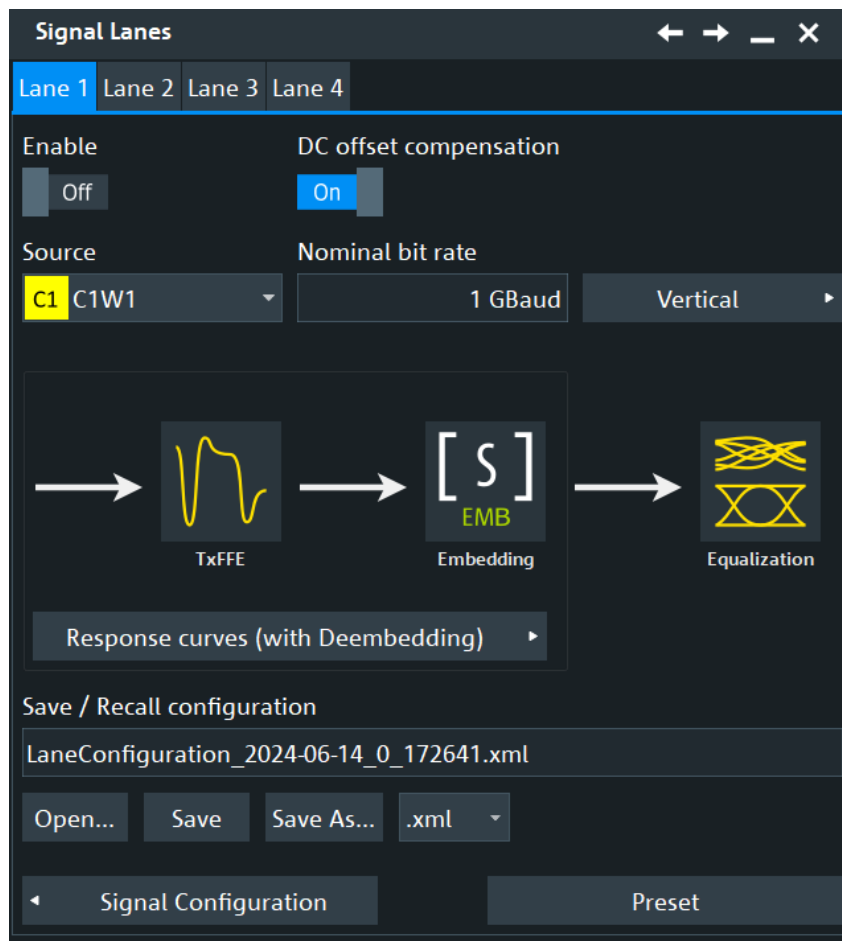 Signal Lanes
Lane 1 Lane 2 Lane 3 Lane 4
Enable DC offset compensation
Off On
Source Nominal bit rate
C1 C1W1 1 GBaud Vertical
[ S ]
EMB
TxFFE Embedding Equalization
Response curves (with Deembedding)
Save / Recall configuration
LaneConfiguration_2024-06-14_0_172641.xml
Open... Save Save As... .xml
Signal Configuration Preset